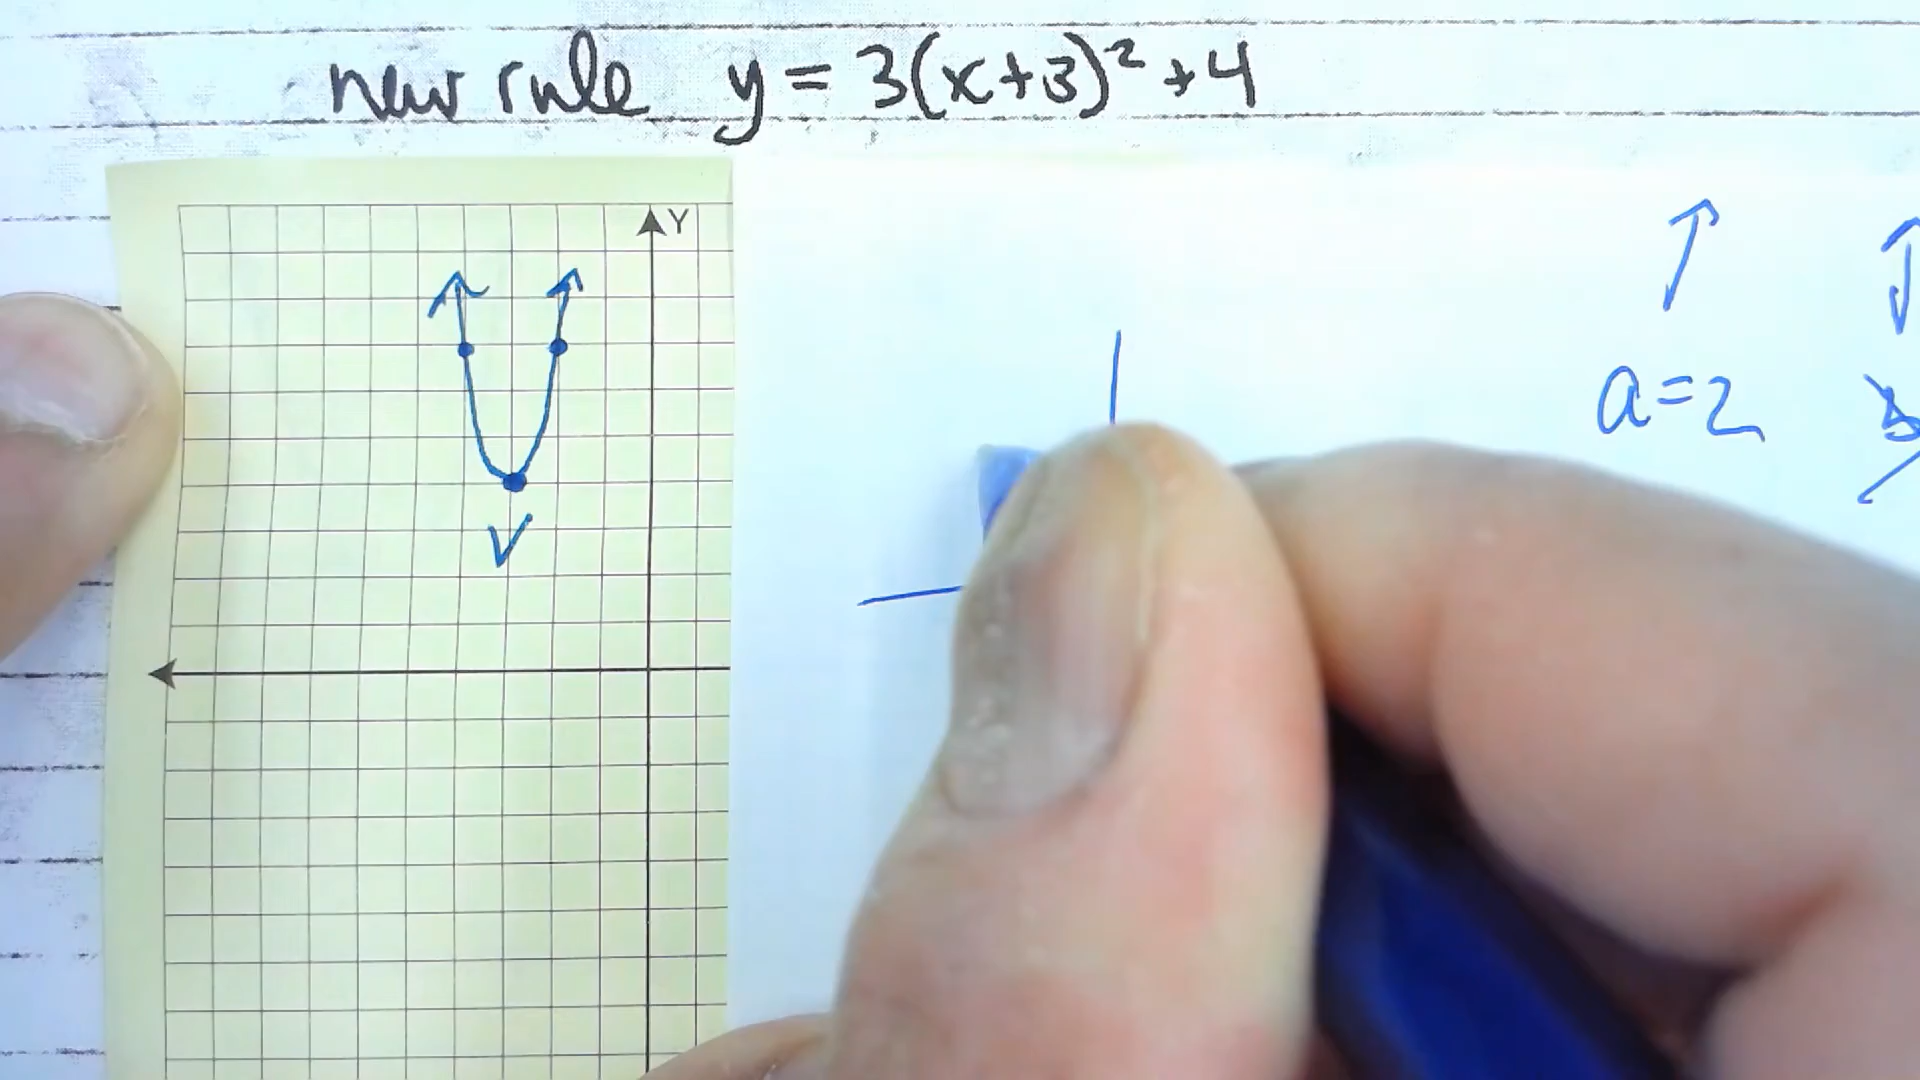 new rule y = 3(x+3)² + 4
Y
V
a=2